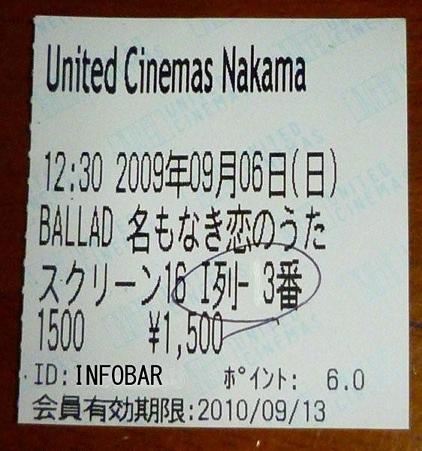 United Cinemas Nakama
12:30 2009年09月06日(日)
BALLAD 名もなき恋のうた
スクリーン16 I列- 3番
1500 ¥1,500
ID: INFOBAR ﾎﾟｲﾝﾄ: 6.0
会員有効期限:2010/09/13